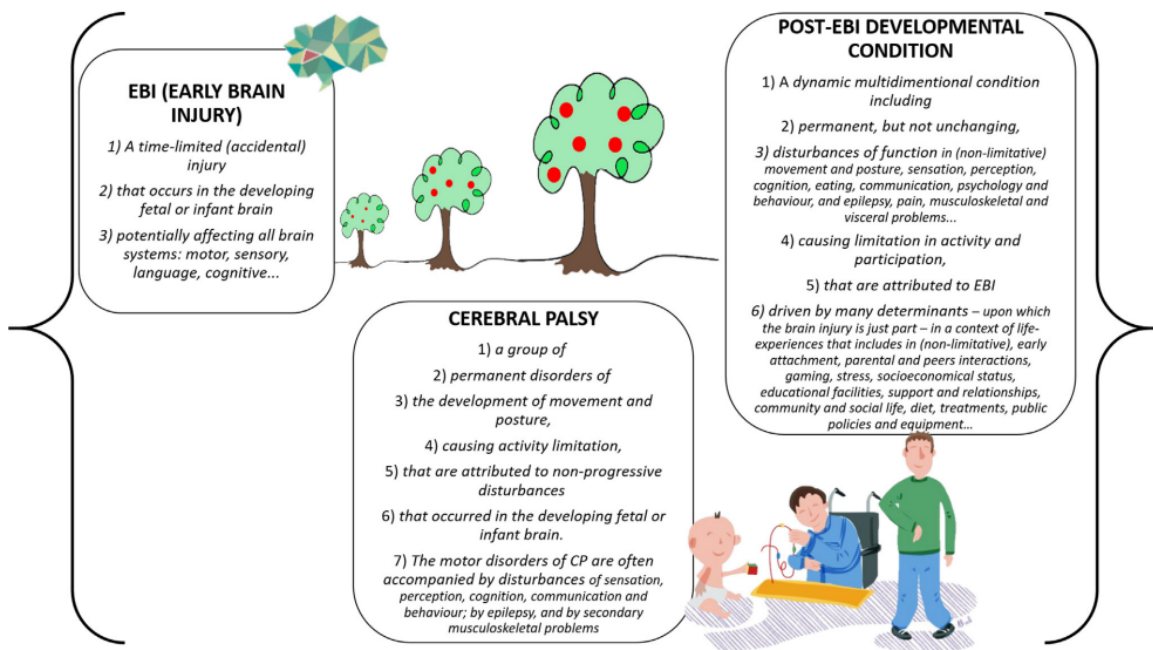 EBI (EARLY BRAIN
INJURY)
1) A time-limited (accidental)
injury
2) that occurs in the developing
fetal or infant brain
3) potentially affecting all brain
systems: motor, sensory,
language, cognitive...
CEREBRAL PALSY
1) a group of
2) permanent disorders of
3) the development of movement and
posture,
4) causing activity limitation,
5) that are attributed to non-progressive
disturbances
6) that occurred in the developing fetal or
infant brain.
7) The motor disorders of CP are often
accompanied by disturbances of sensation,
perception, cognition, communication and
behaviour; by epilepsy, and by secondary
musculoskeletal problems
POST-EBI DEVELOPMENTAL
CONDITION
1) A dynamic multidimentional condition
including
2) permanent, but not unchanging,
3) disturbances of function in (non-limitative)
movement and posture, sensation, perception,
cognition, eating, communication, psychology and
behaviour, and epilepsy, pain, musculoskeletal and
visceral problems...
4) causing limitation in activity and
participation,
5) that are attributed to EBI
6) driven by many determinants – upon which
the brain injury is just part – in a context of life-
experiences that includes in (non-limitative), early
attachment, parental and peers interactions,
gaming, stress, socioeconomical status,
educational facilities, support and relationships,
community and social life, diet, treatments, public
policies and equipment...